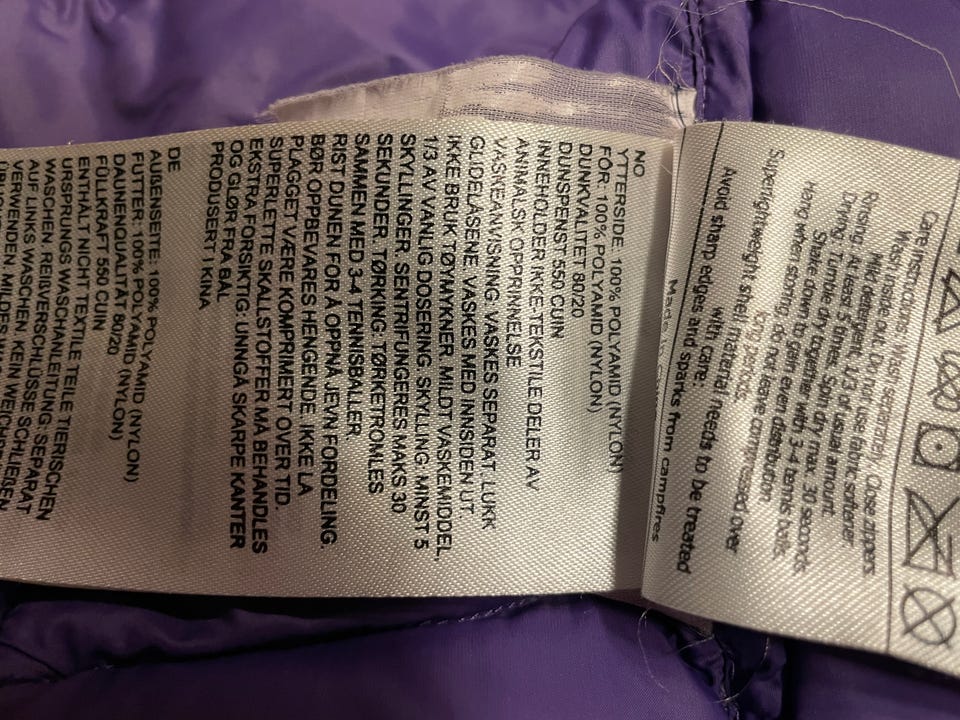 Care instructions: Wash separately. Close zippers.
Wash inside out. Do not use fabric softener.
Mild detergent, 1/3 of usual amount.
Rinsing: At least 5 times. Spin dry max. 30 seconds
Drying: Tumble dry together with 3-4 tennis balls.
Shake down to gain even distribution.
Hang when storing, do not leave compressed over
long periods.
Superlightweight shell material needs to be treated
with care:
Avoid sharp edges and sparks from campfires
Made in China
NO
YTTERSIDE: 100% POLYAMID (NYLON)
FÔR: 100% POLYAMID (NYLON)
DUNKVALITET 80/20
DUNSPENST 550 CUIN
INNEHOLDER IKKE-TEKSTILE DELER AV
ANIMALSK OPPRINNELSE
VASKEANVISNING: VASKES SEPARAT. LUKK
GLIDELÅSENE. VASKES MED INNSIDEN UT.
IKKE BRUK TØYMYKNER. MILDT VASKEMIDDEL,
1/3 AV VANLIG DOSERING. SKYLLING: MINST 5
SKYLLINGER. SENTRIFUNGERES MAKS 30
SEKUNDER. TØRKING: TØRKETROMLES
SAMMEN MED 3-4 TENNISBALLER.
RIST DUNEN FOR Å OPPNÅ JEVN FORDELING.
BØR OPPBEVARES HENGENDE. IKKE LA
PLAGGET VÆRE KOMPRIMERT OVER TID.
SUPERLETTE SKALLSTOFFER MÅ BEHANDLES
EKSTRA FORSIKTIG: UNNGÅ SKARPE KANTER
OG GLØR FRA BÅL
PRODUSERT I KINA
DE
AUßENSEITE: 100% POLYAMID (NYLON)
FUTTER: 100% POLYAMID (NYLON)
DAUNENQUALITÄT 80/20
FÜLLKRAFT 550 CUIN
ENTHÄLT NICHT TEXTILE TEILE TIERISCHEN
URSPRUNGS WASCHANLEITUNG: SEPARAT
WASCHEN. REIßVERSCHLÜSSE SCHLIEßEN
AUF LINKS WASCHEN. KEIN WEICHSPÜLER
VERWENDEN. MILDES